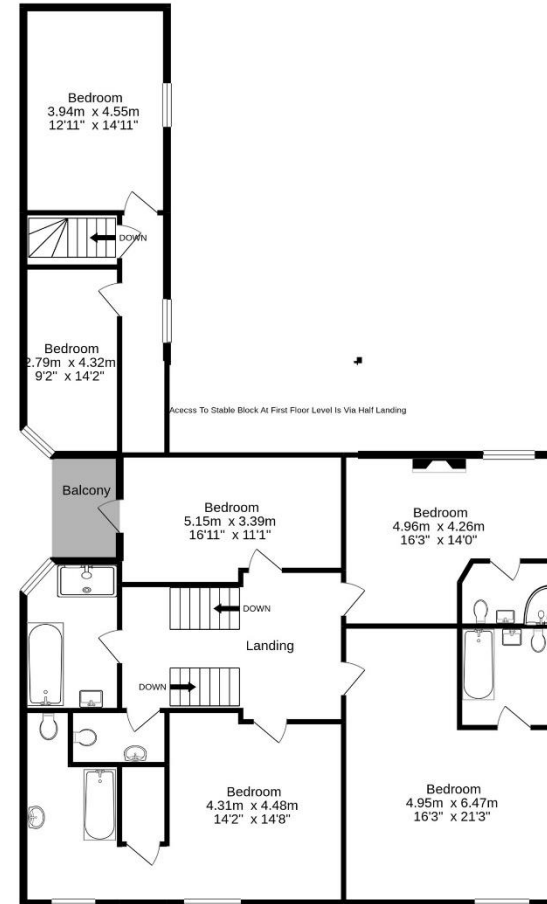 Bedroom
3.94m x 4.55m
12'11" x 14'11"
DOWN
Bedroom
2.79m x 4.32m
9'2" x 14'2"
Acecss To Stable Block At First Floor Level Is Via Half Landing
Balcony
Bedroom
5.15m x 3.39m
16'11" x 11'1"
Bedroom
4.96m x 4.26m
16'3" x 14'0"
DOWN
Landing
DOWN
Bedroom
4.31m x 4.48m
14'2" x 14'8"
Bedroom
4.95m x 6.47m
16'3" x 21'3"